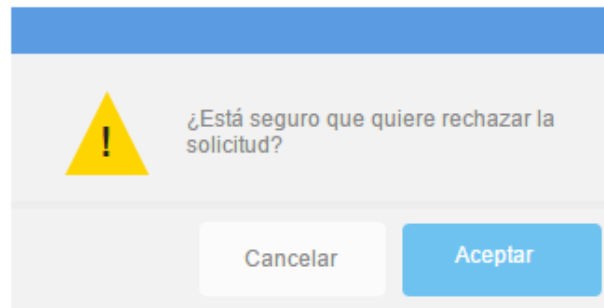 ¿Está seguro que quiere rechazar la
solicitud?
!
Cancelar
Aceptar